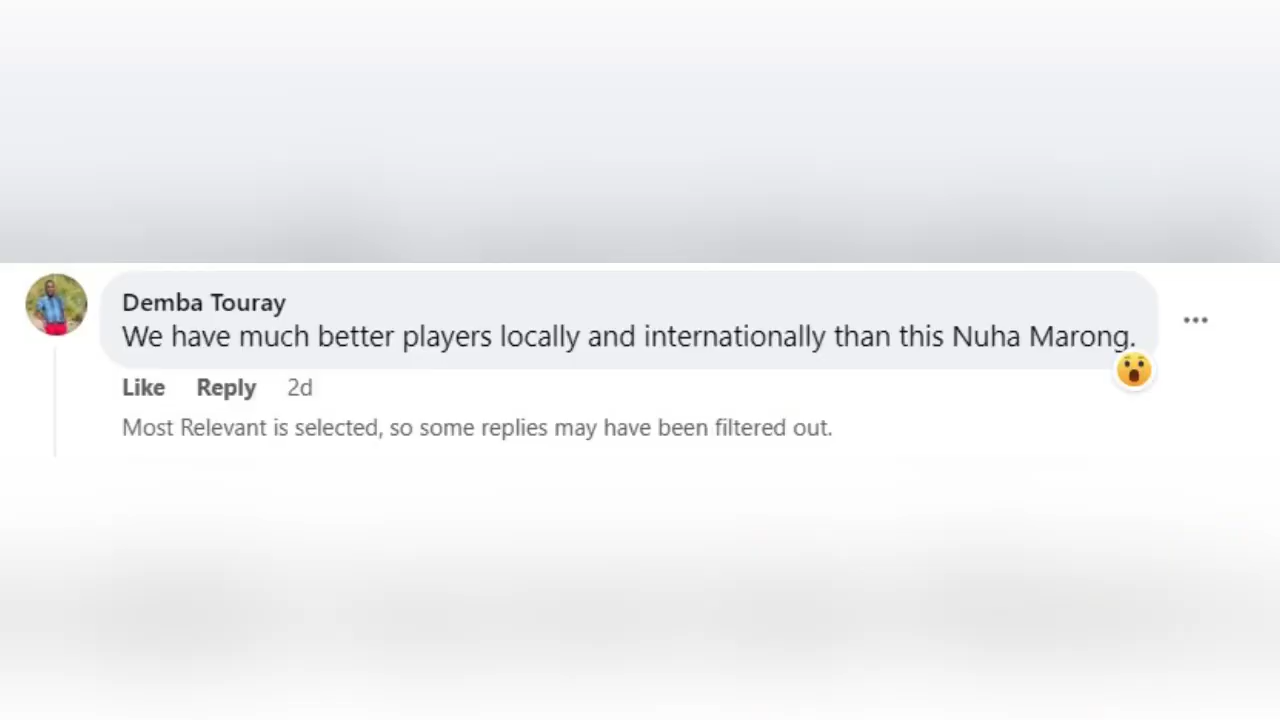 Demba Touray
We have much better players locally and internationally than this Nuha Marong.
Like Reply 2d
Most Relevant is selected, so some replies may have been filtered out.